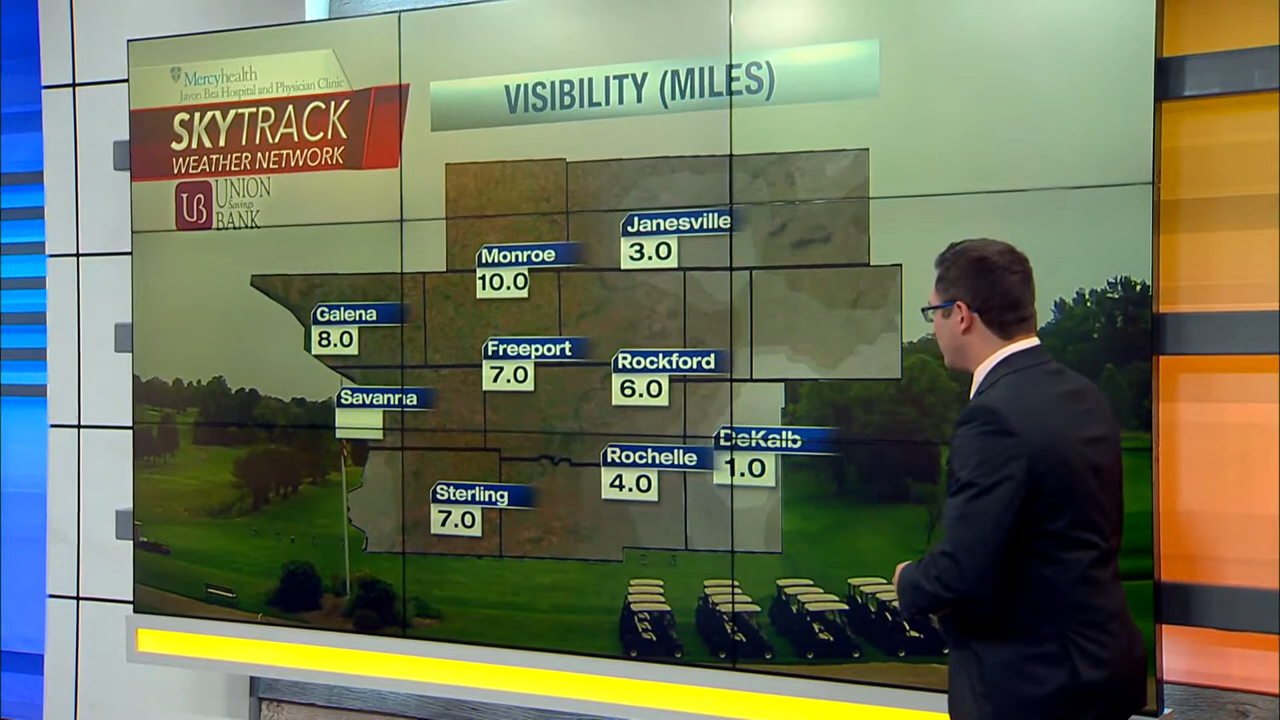 Mercyhealth
Javon Bea Hospital and Physician Clinic
SKYTRACK
WEATHER NETWORK
UB
UNION
Savings
BANK
VISIBILITY (MILES)
Janesville
3.0
Monroe
10.0
Galena
8.0
Freeport
7.0
Rockford
6.0
Savanna
DeKalb
1.0
Rochelle
4.0
Sterling
7.0